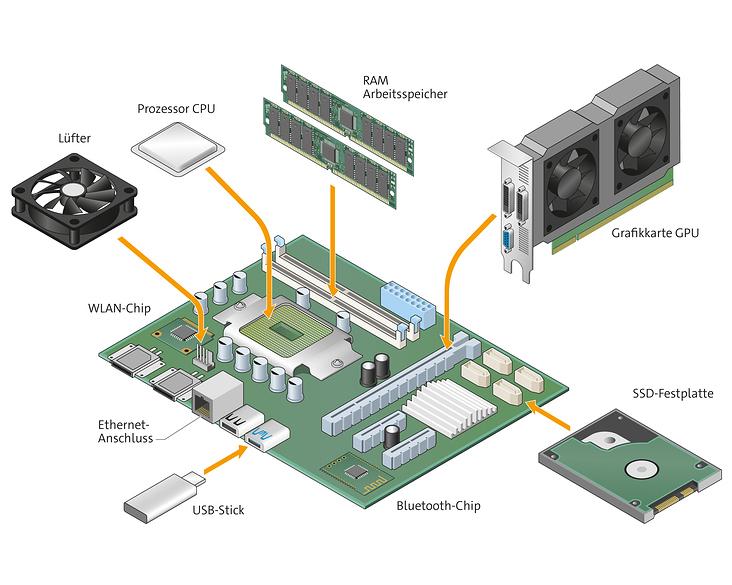 RAM
Arbeitsspeicher
Prozessor CPU
Lüfter
Grafikkarte GPU
WLAN-Chip
SSD-Festplatte
Ethernet-
Anschluss
Bluetooth-Chip
USB-Stick